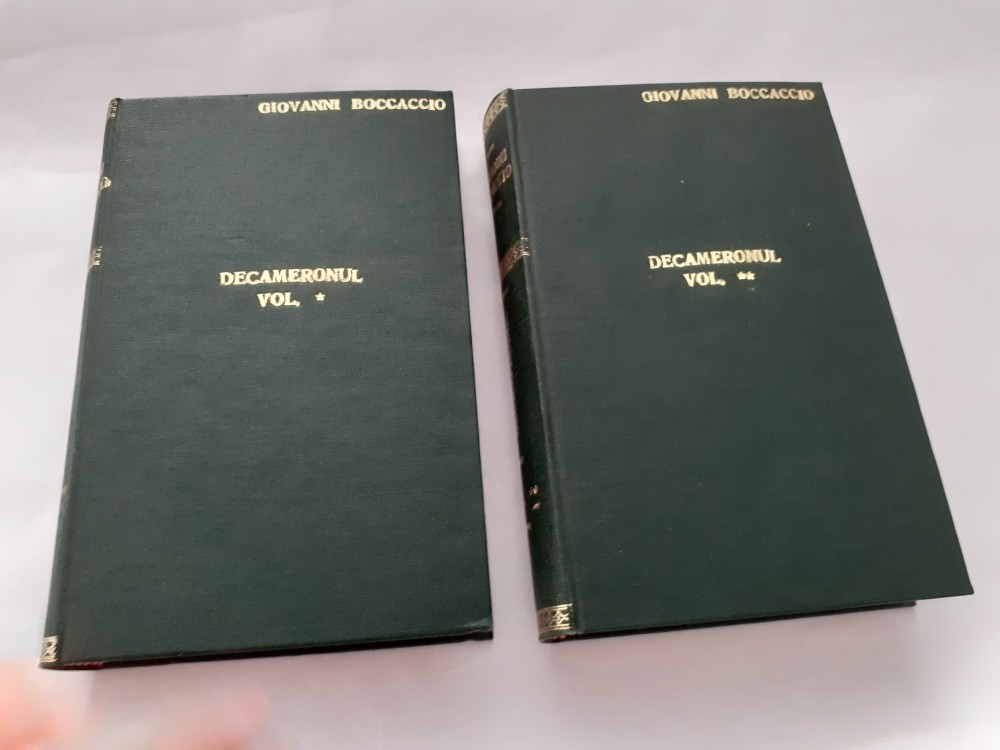 GIOVANNI BOCCACCIO
DECAMERONUL
VOL. *
GIOVANNI BOCCACCIO
DECAMERONUL
VOL. **